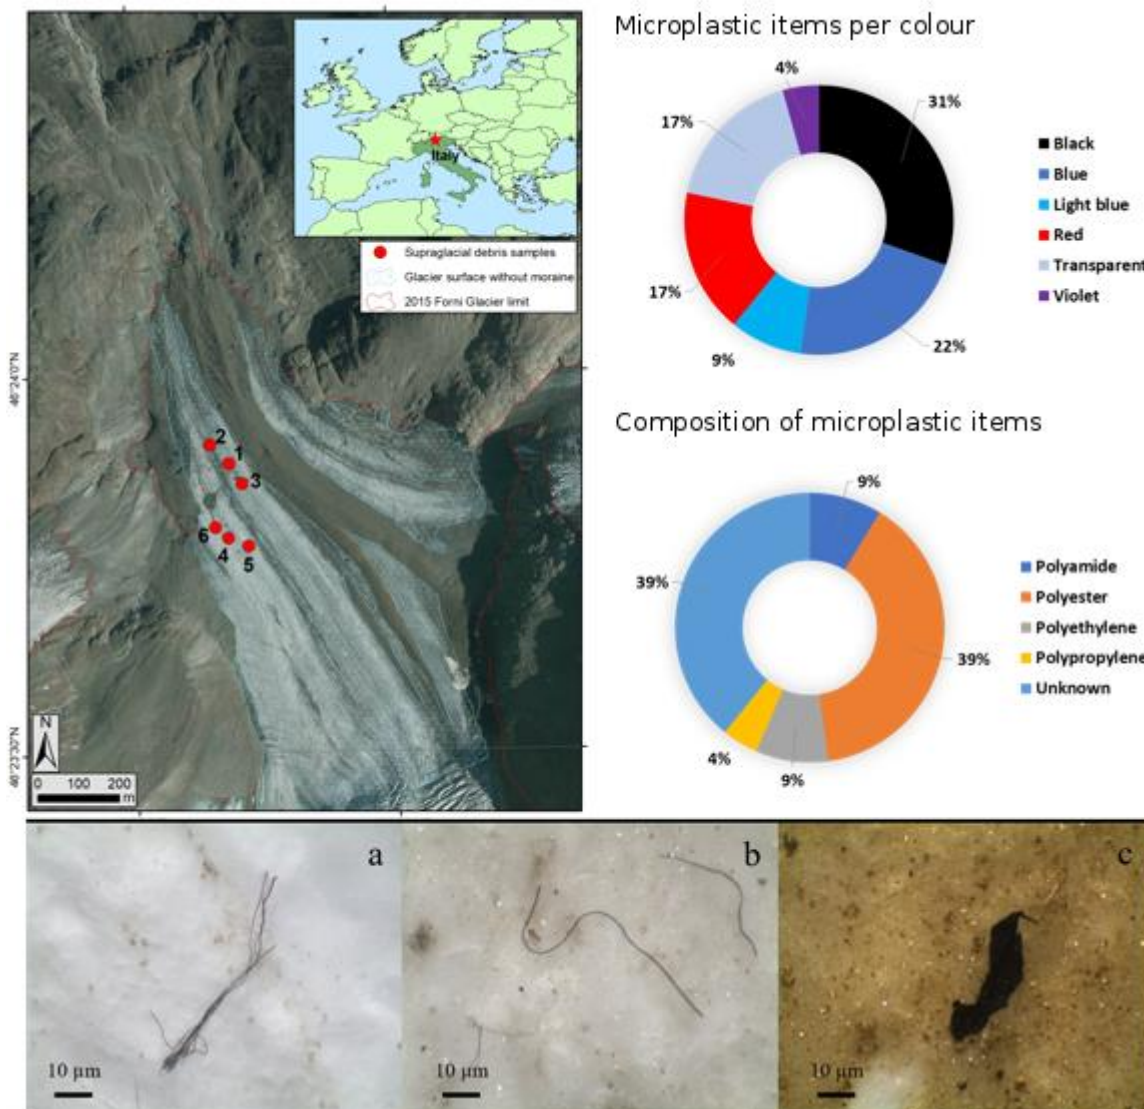 Italy
Supraglacial debris samples
Glacier surface without moraine
2015 Forni Glacier limit
46°24'0"N
46°23'30"N
2
1
3
6
4
5
N
0 100 200
m
Microplastic items per colour
4%
31%
17%
17%
9%
22%
Black
Blue
Light blue
Red
Transparent
Violet
Composition of microplastic items
9%
39%
39%
4%
9%
Polyamide
Polyester
Polyethylene
Polypropylene
Unknown
a
10 µm
b
10 µm
c
10 µm